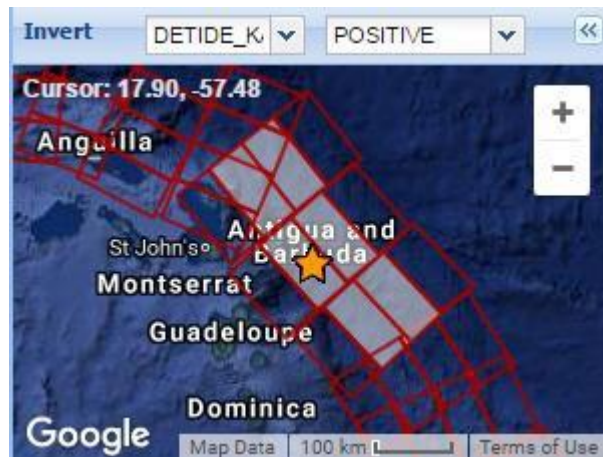 Invert DETIDE_K POSITIVE
Cursor: 17.90, -57.48
Anguilla
Antigua and
Barbuda
St John's
Montserrat
Guadeloupe
Dominica
Google
Map Data 100 km Terms of Use